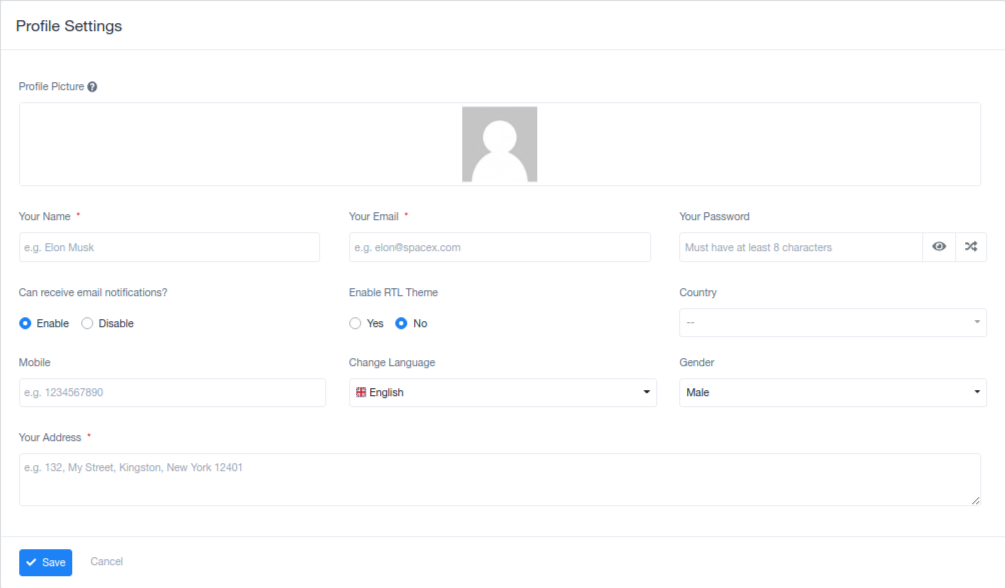 Profile Settings
Profile Picture ?
Your Name *
Your Email *
Your Password
e.g. Elon Musk
e.g. elon@spacex.com
Must have at least 8 characters
Can receive email notifications?
Enable RTL Theme
Country
Enable Disable
Yes No
--
Mobile
Change Language
Gender
e.g. 1234567890
English
Male
Your Address *
e.g. 132, My Street, Kingston, New York 12401
Save
Cancel